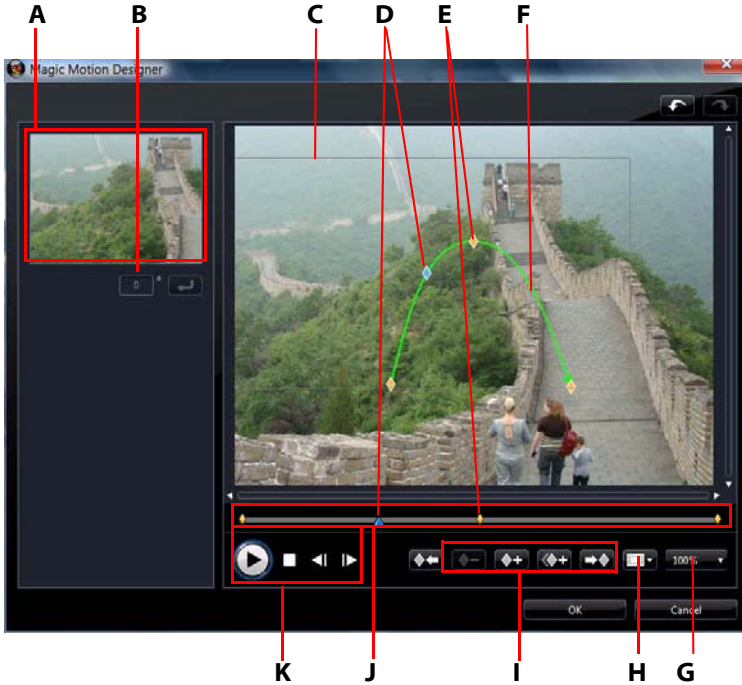 A B C D E F
Magic Motion Designer
0 °
100%
OK Cancel
K J I H G